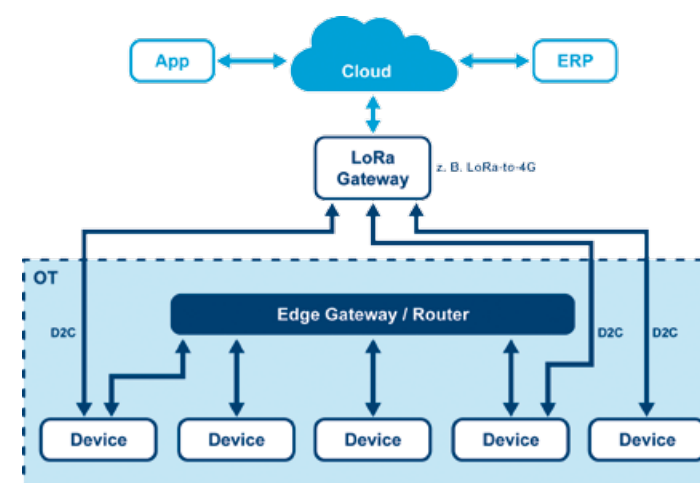 App
Cloud
ERP
LoRa
Gateway
z. B. LoRa-to-4G
OT
Edge Gateway / Router
D2C
D2C
D2C
Device
Device
Device
Device
Device